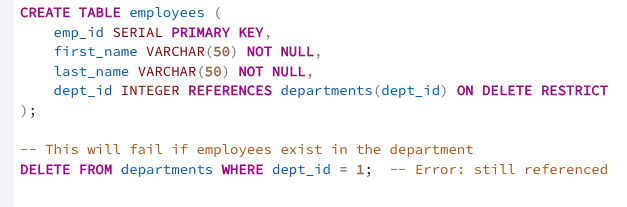 CREATE TABLE employees (
    emp_id SERIAL PRIMARY KEY,
    first_name VARCHAR(50) NOT NULL,
    last_name VARCHAR(50) NOT NULL,
    dept_id INTEGER REFERENCES departments(dept_id) ON DELETE RESTRICT
);

-- This will fail if employees exist in the department
DELETE FROM departments WHERE dept_id = 1;  -- Error: still referenced